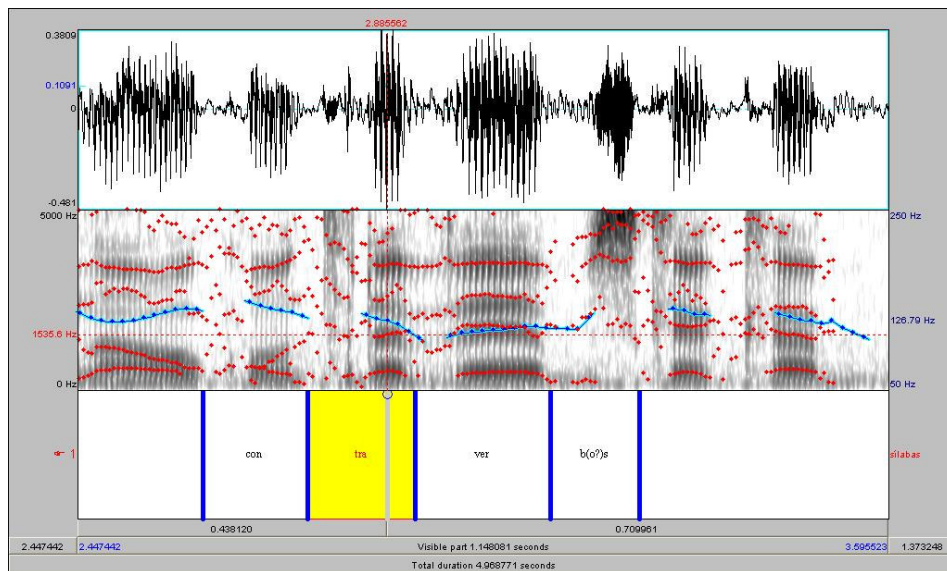 2.885562
0.3809
0.1091
0
-0.481
5000 Hz 250 Hz
1535.6 Hz 126.79 Hz
0 Hz 50 Hz
1 con tra ver b(o?)s sílabas
0.438120 0.709961
2.447442 2.447442 Visible part 1.148081 seconds 3.595523 1.373248
Total duration 4.968771 seconds